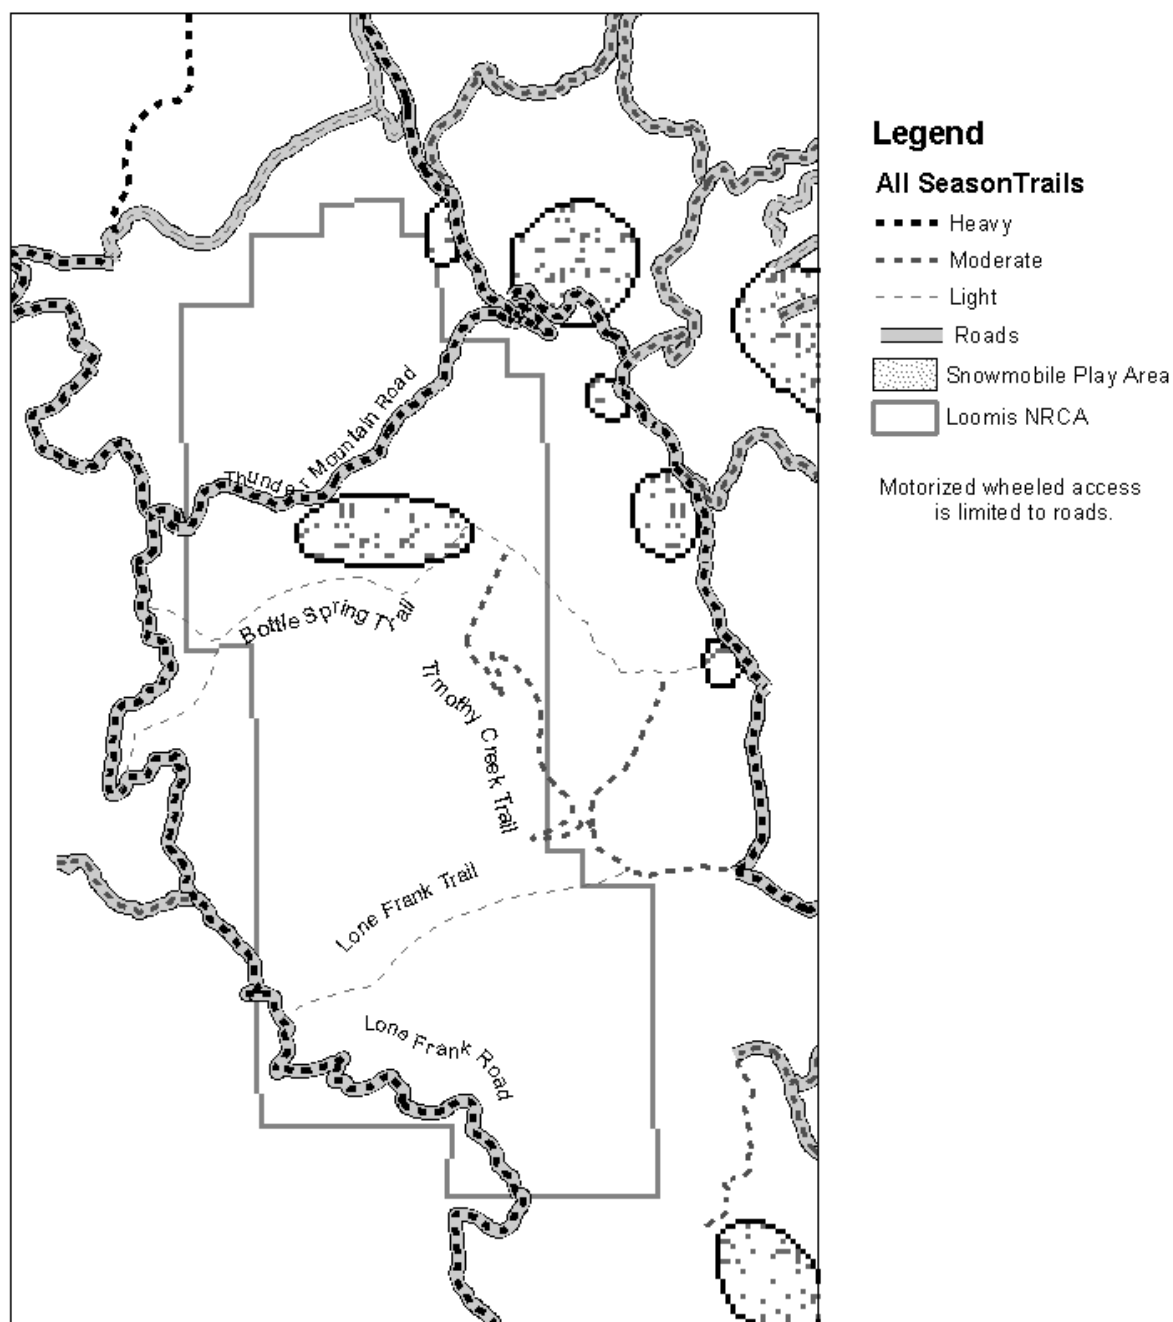 Legend
All SeasonTrails
Heavy
Moderate
Light
Roads
Snowmobile Play Area
Loomis NRCA
Motorized wheeled access
is limited to roads.
Thunder Mountain Road
Bottle Spring Trail
Timothy Creek Trail
Lone Frank Trail
Lone Frank Road